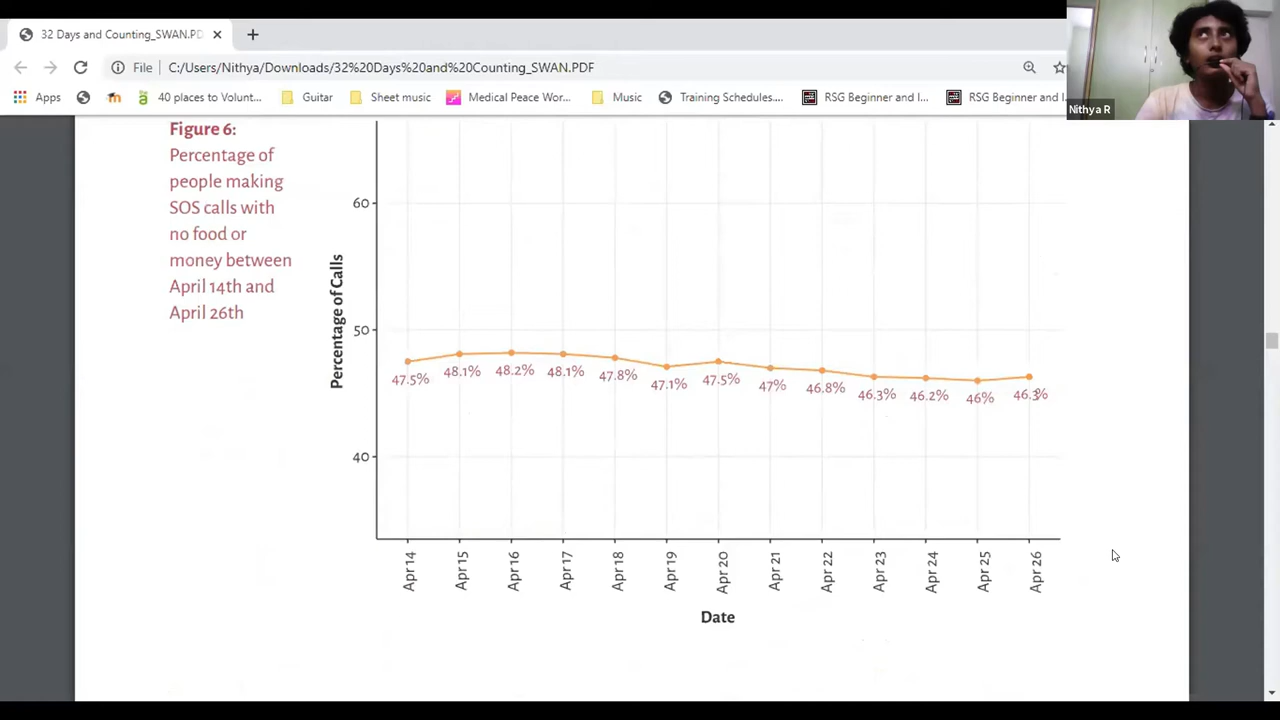 32 Days and Counting_SWAN.PD
File C:/Users/Nithya/Downloads/32%20Days%20and%20Counting_SWAN.PDF
Apps 40 places to Volunt... Guitar Sheet music Medical Peace Wor... Music Training Schedules.... RSG Beginner and I... RSG Beginner and I
Nithya R
Figure 6:
Percentage of
people making
SOS calls with
no food or
money between
April 14th and
April 26th
Percentage of Calls
60
50
40
47.5% 48.1% 48.2% 48.1% 47.8% 47.1% 47.5% 47% 46.8% 46.3% 46.2% 46% 46.3%
Apr 14 Apr 15 Apr 16 Apr 17 Apr 18 Apr 19 Apr 20 Apr 21 Apr 22 Apr 23 Apr 24 Apr 25 Apr 26
Date